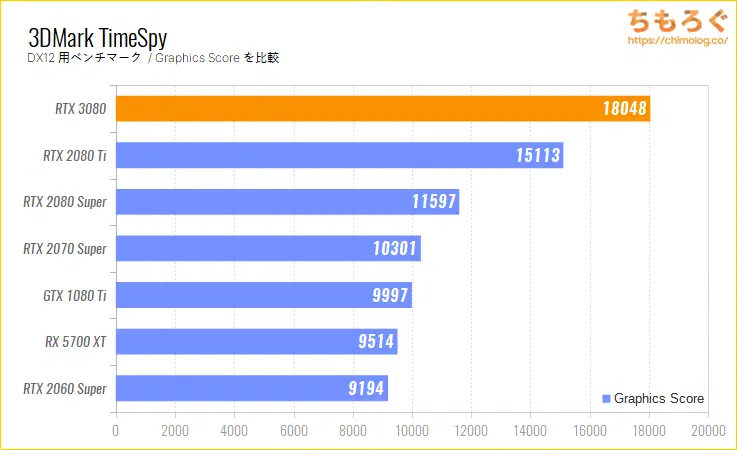 3DMark TimeSpy
DX12 用ベンチマーク / Graphics Score を比較
ちもろぐ
https://chimolog.co/
RTX 3080
18048
RTX 2080 Ti
15113
RTX 2080 Super
11597
RTX 2070 Super
10301
GTX 1080 Ti
9997
RX 5700 XT
9514
RTX 2060 Super
9194
Graphics Score
0 2000 4000 6000 8000 10000 12000 14000 16000 18000 20000